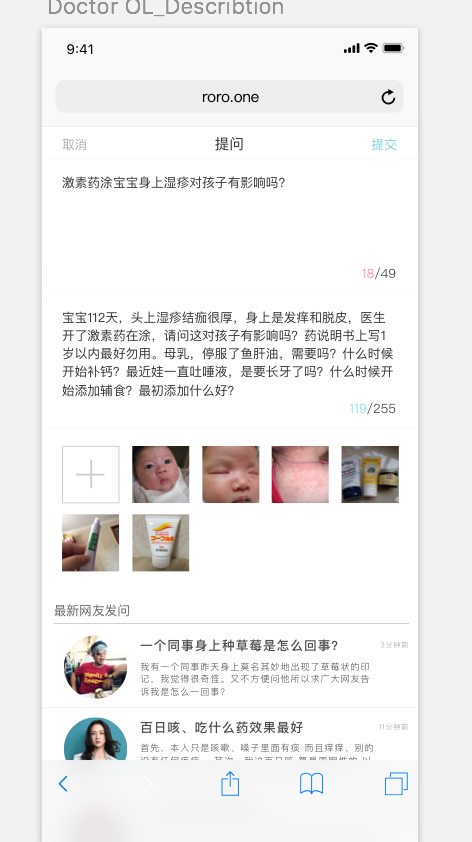 Doctor OL_Describtion
9:41
roro.one
取消
提问
提交
激素药涂宝宝身上湿疹对孩子有影响吗？
18/49
宝宝112天，头上湿疹结痂很厚，身上是发痒和脱皮，医生
开了激素药在涂，请问这对孩子有影响吗？药说明书上写1
岁以内最好勿用。母乳，停服了鱼肝油，需要吗？什么时候
开始补钙？最近娃一直吐唾液，是要长牙了吗？什么时候开
始添加辅食？最初添加什么好？
119/255
最新网友发问
一个同事身上种草莓是怎么回事？
3分钟前
我有一个同事昨天身上莫名其妙地出现了草莓状的印
记，我觉得很奇怪。又不方便问他所以求广大网友告
诉我是怎么一回事？
百日咳、吃什么药效果最好
11分钟前
首先，本人只是咳嗽、嗓子里面有痰 而且痒痒、别的